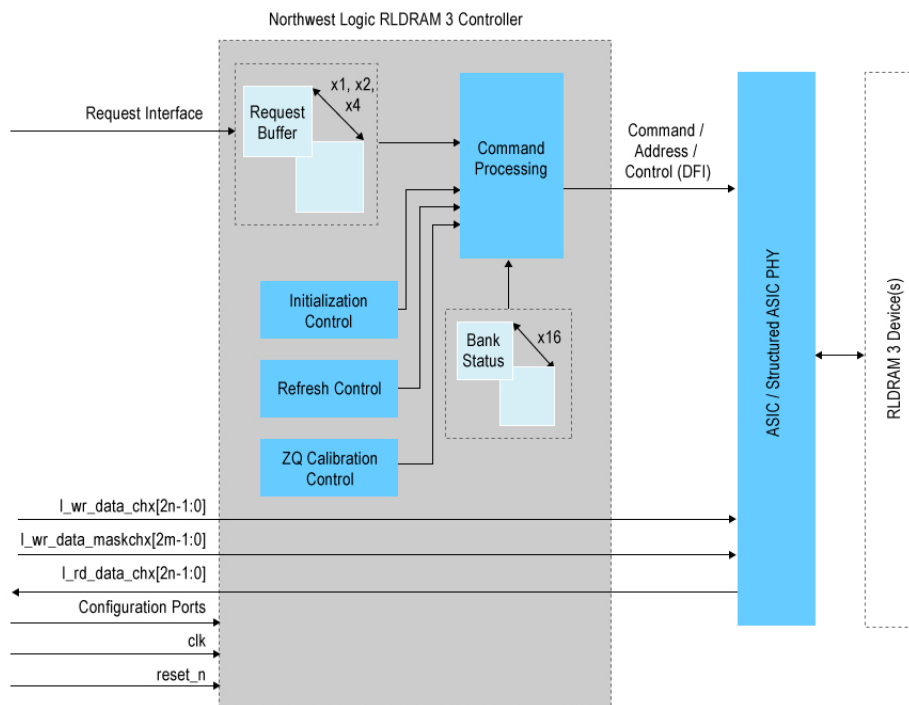 Northwest Logic RLDRAM 3 Controller
Request Interface
Request
Buffer
x1, x2,
x4
Command
Processing
Command /
Address /
Control (DFI)
Initialization
Control
Refresh Control
ZQ Calibration
Control
Bank
Status
x16
ASIC / Structured ASIC PHY
RLDRAM 3 Device(s)
l_wr_data_chx[2n-1:0]
l_wr_data_maskchx[2m-1:0]
l_rd_data_chx[2n-1:0]
Configuration Ports
clk
reset_n